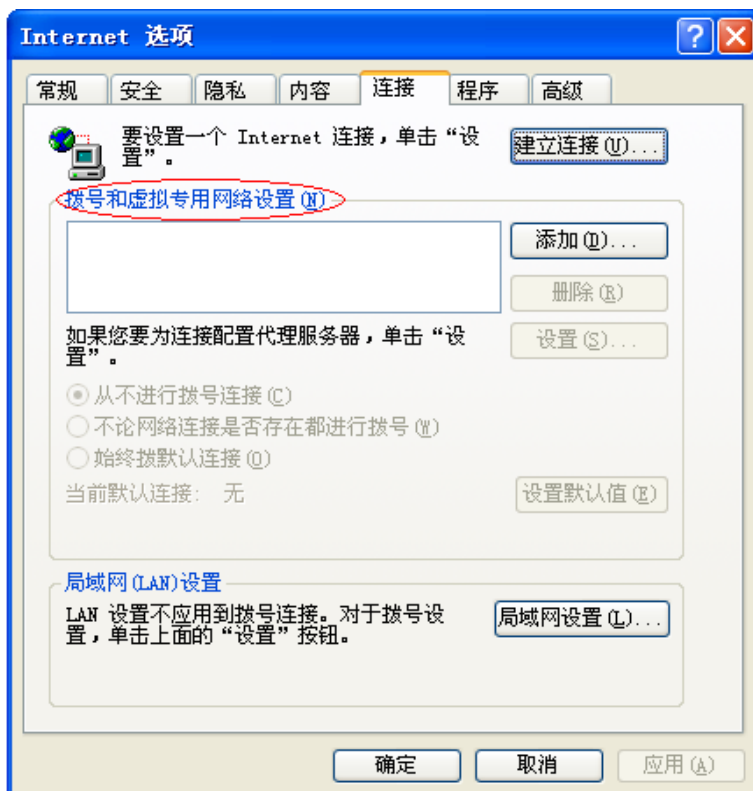 Internet 选项
常规 安全 隐私 内容 连接 程序 高级
要设置一个 Internet 连接，单击“设
置”。
建立连接(U)...
拨号和虚拟专用网络设置(N)
添加(D)...
删除(R)
如果您要为连接配置代理服务器，单击“设
置”。
设置(S)...
从不进行拨号连接(C)
不论网络连接是否存在都进行拨号(W)
始终拨默认连接(O)
当前默认连接: 无
设置默认值(E)
局域网(LAN)设置
LAN 设置不应用到拨号连接。对于拨号设
置，单击上面的“设置”按钮。
局域网设置(L)...
确定 取消 应用(A)